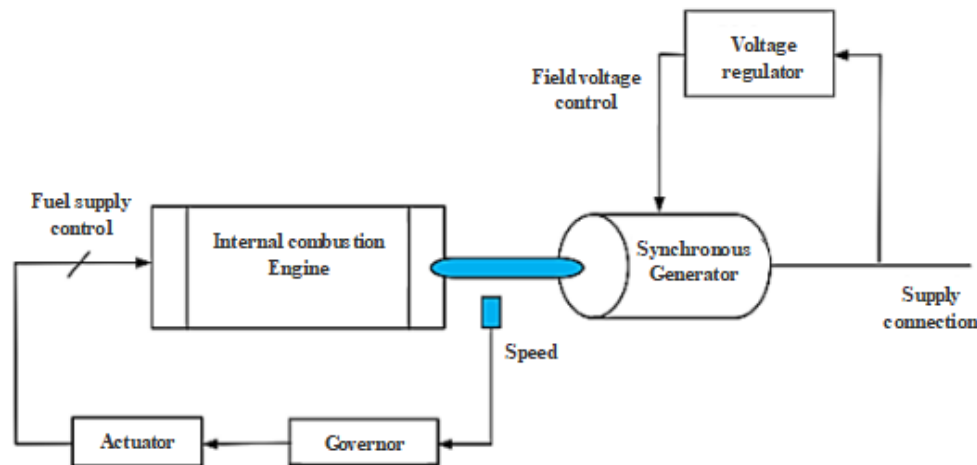 Voltage
regulator
Field voltage
control
Fuel supply
control
Internal combustion
Engine
Synchronous
Generator
Supply
connection
Speed
Actuator
Governor